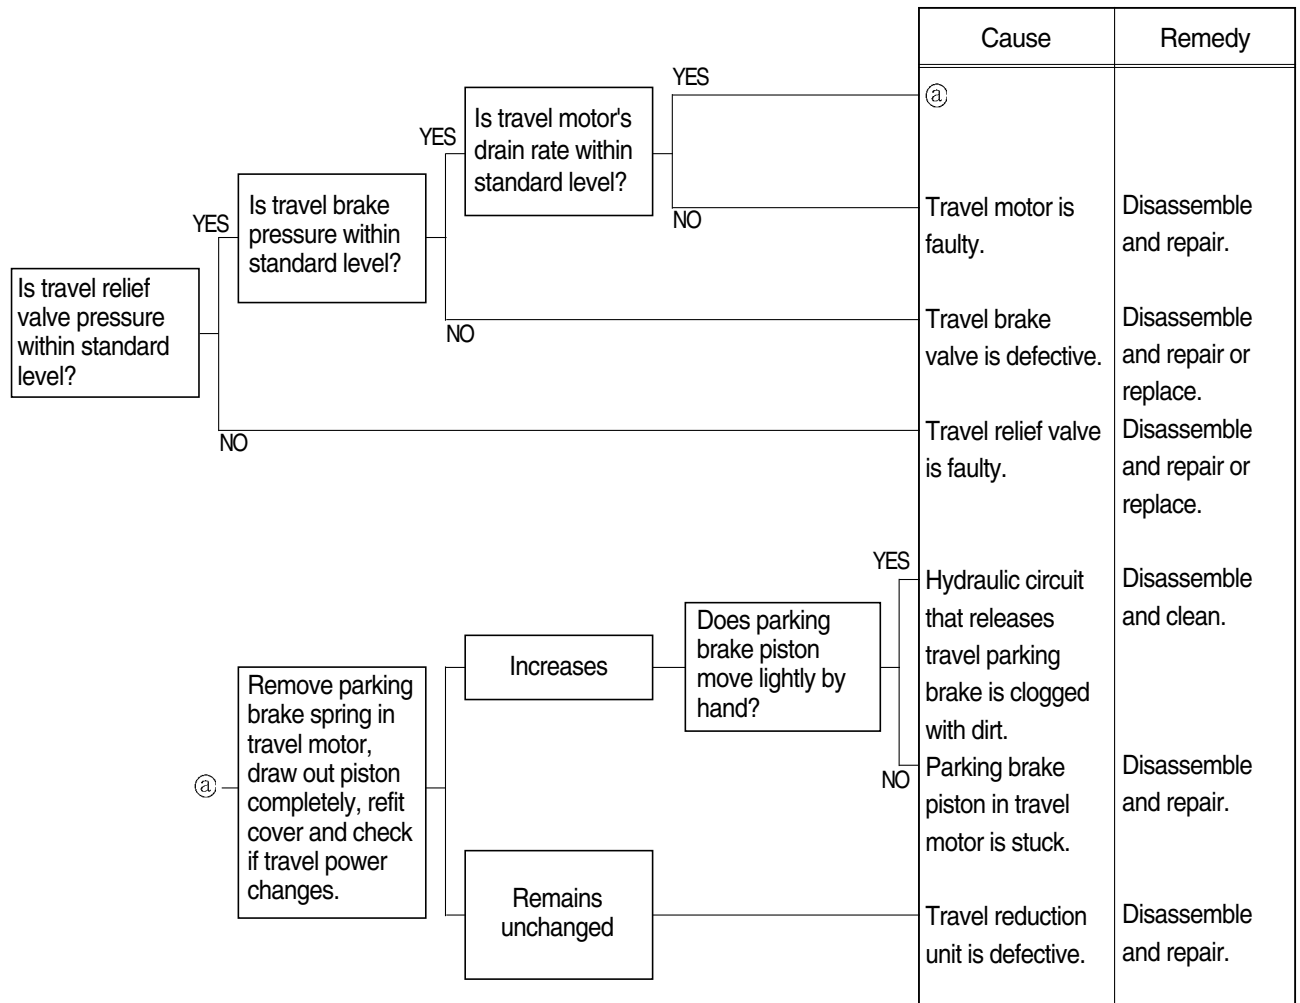 Cause
Remedy
YES
ⓐ
Is travel motor's
drain rate within
standard level?
YES
NO
Travel motor is
faulty.
Disassemble
and repair.
Is travel brake
pressure within
standard level?
YES
NO
Travel brake
valve is defective.
Disassemble
and repair or
replace.
Is travel relief
valve pressure
within standard
level?
NO
Travel relief valve
is faulty.
Disassemble
and repair or
replace.
YES
Hydraulic circuit
that releases
travel parking
brake is clogged
with dirt.
Disassemble
and clean.
Does parking
brake piston
move lightly by
hand?
Increases
ⓐ
Remove parking
brake spring in
travel motor,
draw out piston
completely, refit
cover and check
if travel power
changes.
NO
Parking brake
piston in travel
motor is stuck.
Disassemble
and repair.
Remains
unchanged
Travel reduction
unit is defective.
Disassemble
and repair.